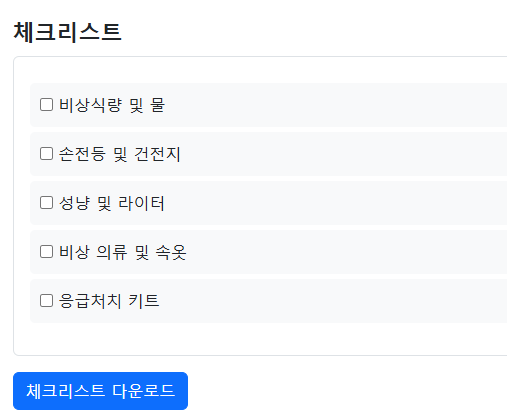 체크리스트
비상식량 및 물
손전등 및 건전지
성냥 및 라이터
비상 의류 및 속옷
응급처치 키트
체크리스트 다운로드